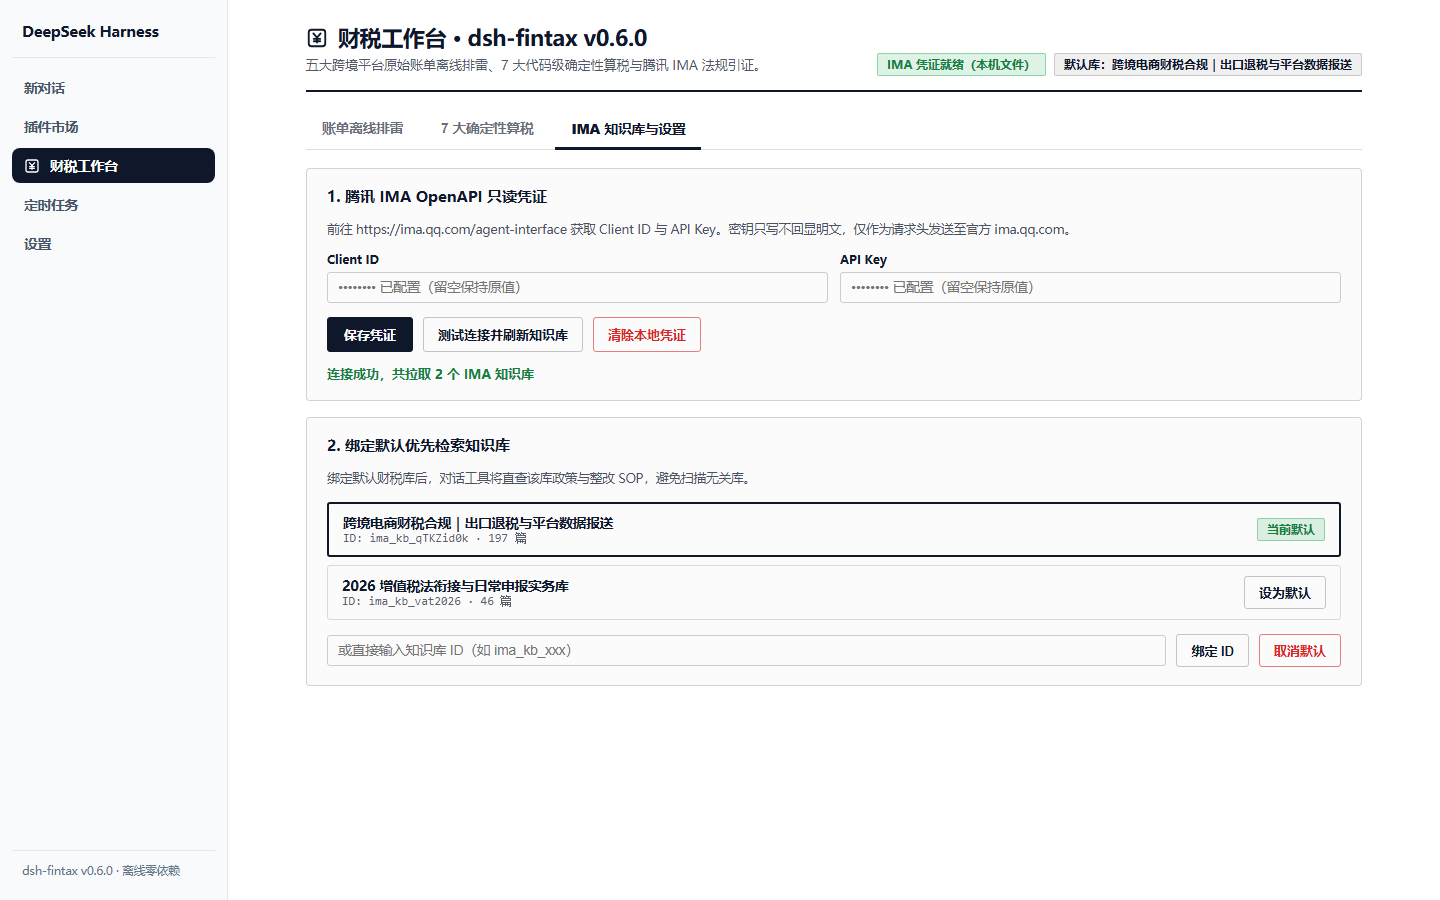 DeepSeek Harness
新对话
插件市场
财税工作台
定时任务
设置
dsh-fintax v0.6.0 · 离线零依赖
财税工作台 • dsh-fintax v0.6.0
五大跨境平台原始账单离线排雷、7 大代码级确定性算税与腾讯 IMA 法规引证。
IMA 凭证就绪（本机文件）
默认库：跨境电商财税合规｜出口退税与平台数据报送
账单离线排雷
7 大确定性算税
IMA 知识库与设置
1. 腾讯 IMA OpenAPI 只读凭证
前往 https://ima.qq.com/agent-interface 获取 Client ID 与 API Key。密钥只写不回显明文，仅作为请求头发送至官方 ima.qq.com。
Client ID
API Key
•••••••• 已配置（留空保持原值）
•••••••• 已配置（留空保持原值）
保存凭证
测试连接并刷新知识库
清除本地凭证
连接成功，共拉取 2 个 IMA 知识库
2. 绑定默认优先检索知识库
绑定默认财税库后，对话工具将直查该库政策与整改 SOP，避免扫描无关库。
跨境电商财税合规｜出口退税与平台数据报送
ID: ima_kb_qTKZid0k · 197 篇
当前默认
2026 增值税法衔接与日常申报实务库
ID: ima_kb_vat2026 · 46 篇
设为默认
或直接输入知识库 ID（如 ima_kb_xxx）
绑定 ID
取消默认